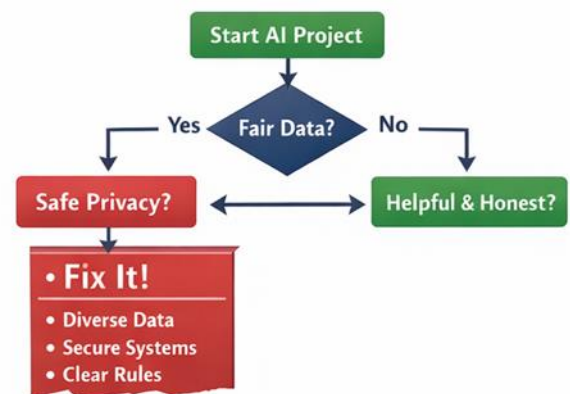 Start AI Project
Fair Data?
Yes
No
Safe Privacy?
Helpful & Honest?
• Fix It!
• Diverse Data
• Secure Systems
• Clear Rules